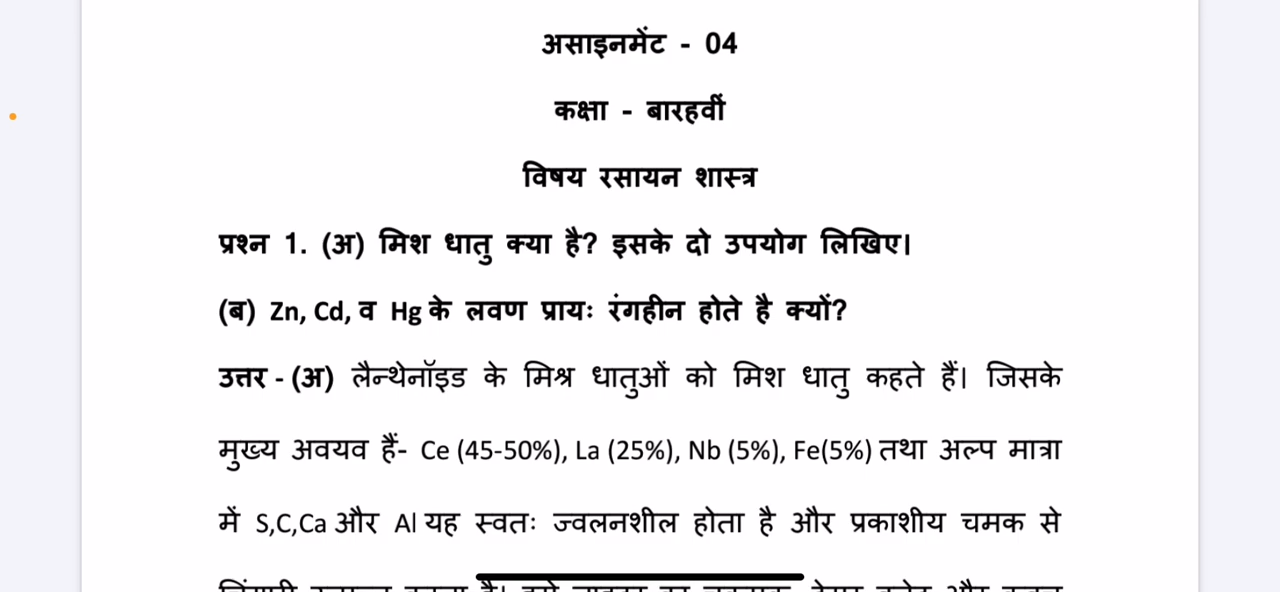 असाइनमेंट - 04
कक्षा - बारहवीं
विषय रसायन शास्त्र
प्रश्न 1. (अ) मिश धातु क्या है? इसके दो उपयोग लिखिए।
(ब) Zn, Cd, व Hg के लवण प्रायः रंगहीन होते है क्यों?
उत्तर - (अ) लैन्थेनॉइड के मिश्र धातुओं को मिश धातु कहते हैं। जिसके
मुख्य अवयव हैं- Ce (45-50%), La (25%), Nb (5%), Fe(5%) तथा अल्प मात्रा
में S,C,Ca और Al यह स्वतः ज्वलनशील होता है और प्रकाशीय चमक से